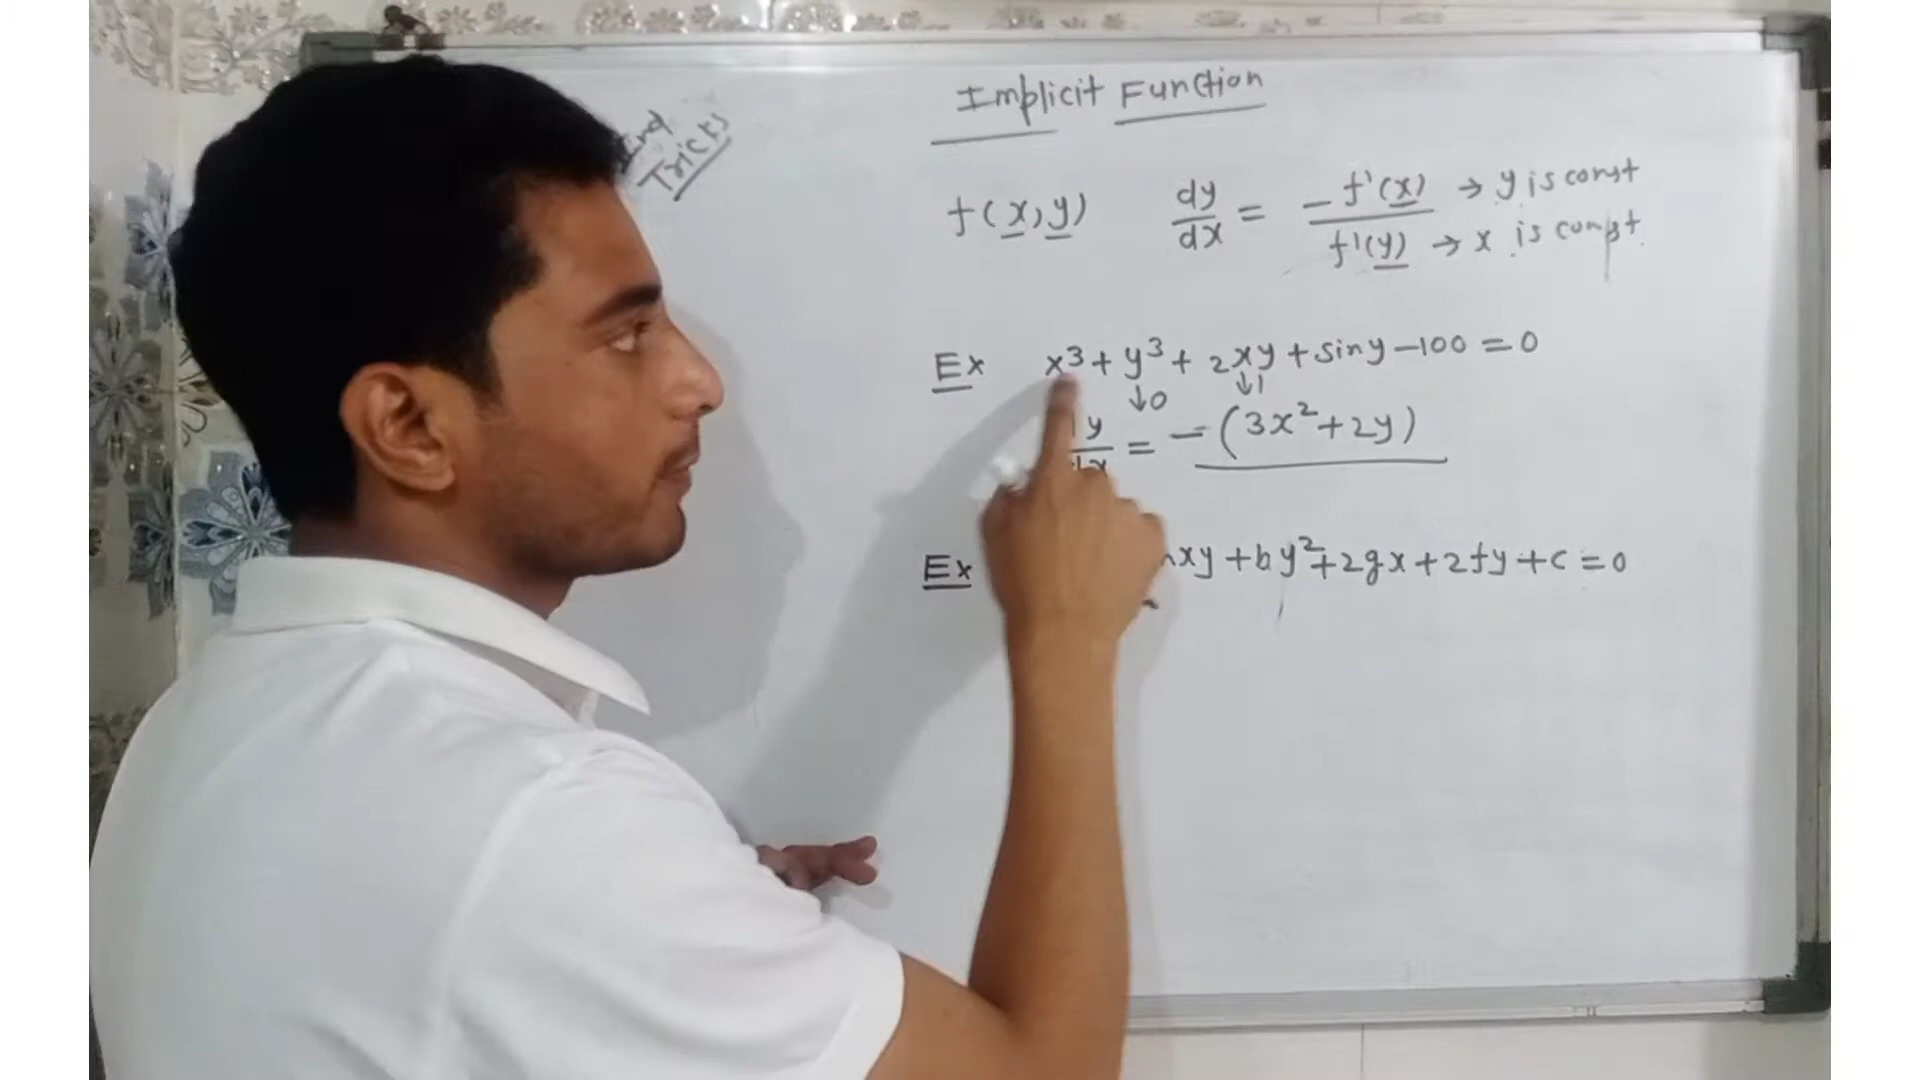 Implicit Function
Tricks
f(x,y) dy/dx = -f'(x)/f'(y) → y is const
→ x is const
Ex x³ + y³ + 2xy + siny - 100 = 0
↓0 ↓1
y = -(3x² + 2y)
Ex xy + by² + 2gx + 2fy + c = 0